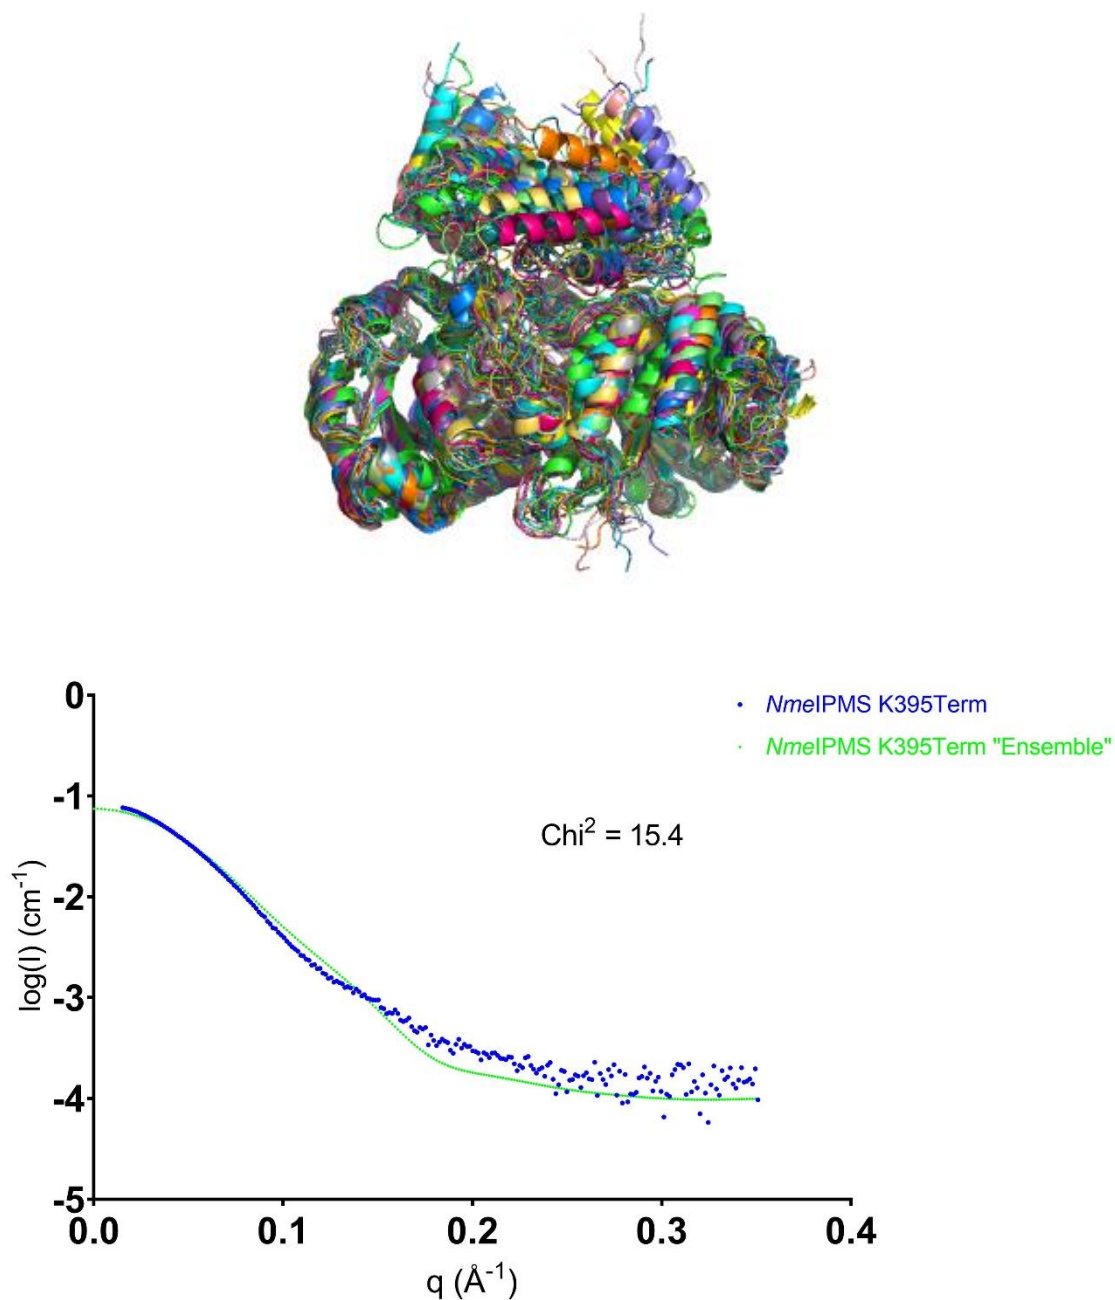 0
-1
-2
-3
-4
-5
log(I) (cm⁻¹)
0.0 0.1 0.2 0.3 0.4
q (Å⁻¹)
NmeIPMS K395Term
NmeIPMS K395Term "Ensemble"
Chi² = 15.4